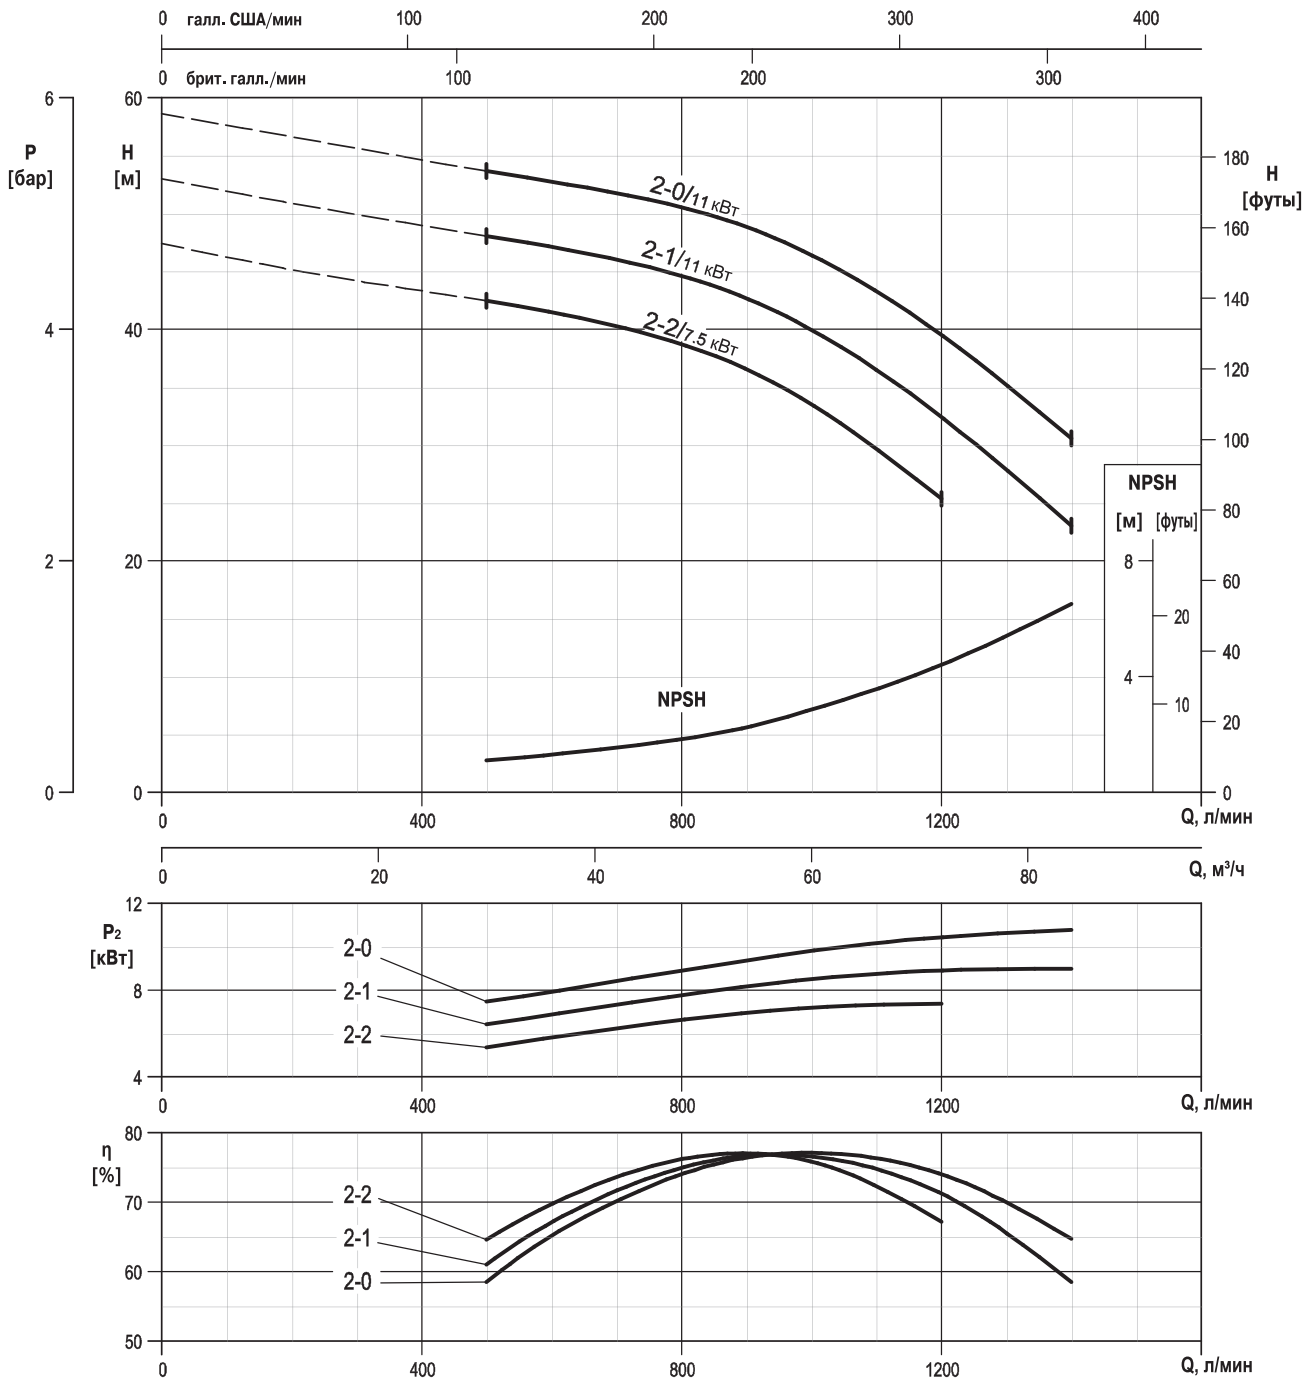 0 галл. США/мин 100 200 300 400
0 брит. галл./мин 100 200 300
6 60
P H
[бар] [м]
180
H
[футы]
2-0/11 кВт
160
2-1/11 кВт
140
2-2/7.5 кВт
4 40
120
100
NPSH
[м] [футы]
80
2 20 8
60
20
40
4
NPSH
10
20
0 0 0
0 400 800 1200 Q, л/мин
0 20 40 60 80 Q, м³/ч
12
P₂
[кВт]
2-0
8
2-1
2-2
4
0 400 800 1200 Q, л/мин
80
η
[%]
2-2
70
2-1
60
2-0
50
0 400 800 1200 Q, л/мин